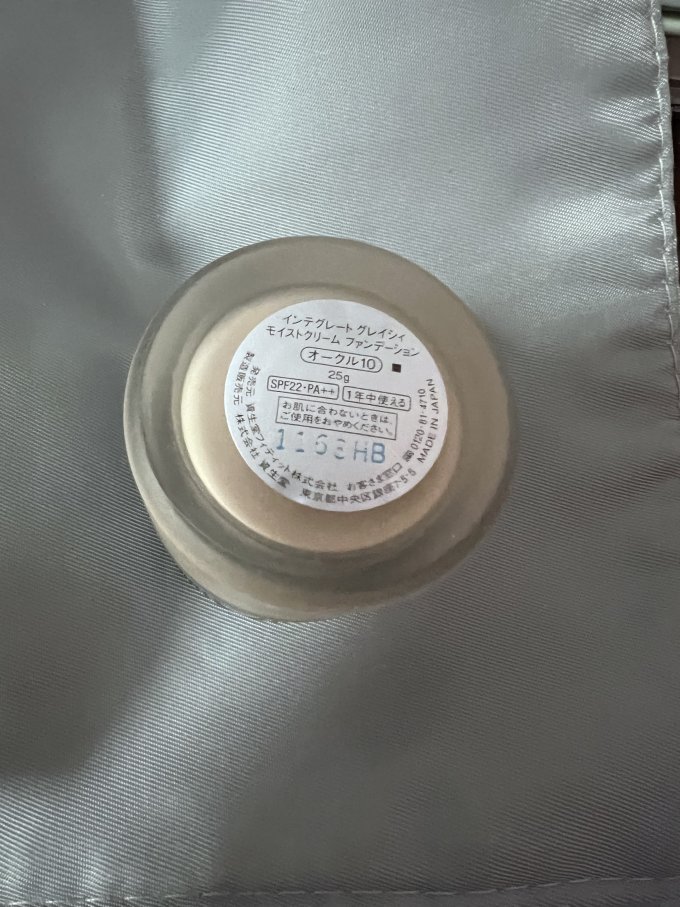 インテグレート グレイシィ
モイストクリーム ファンデーション
オークル10 ■
25g
SPF22・PA++ 1年中使える
お肌に合わないときは、
ご使用をおやめください。
1163HB
発売元 資生堂フィティット株式会社 お客さま窓口 0120-81-4710
製造販売元 株式会社 資生堂 東京都中央区銀座7-5-5 MADE IN JAPAN